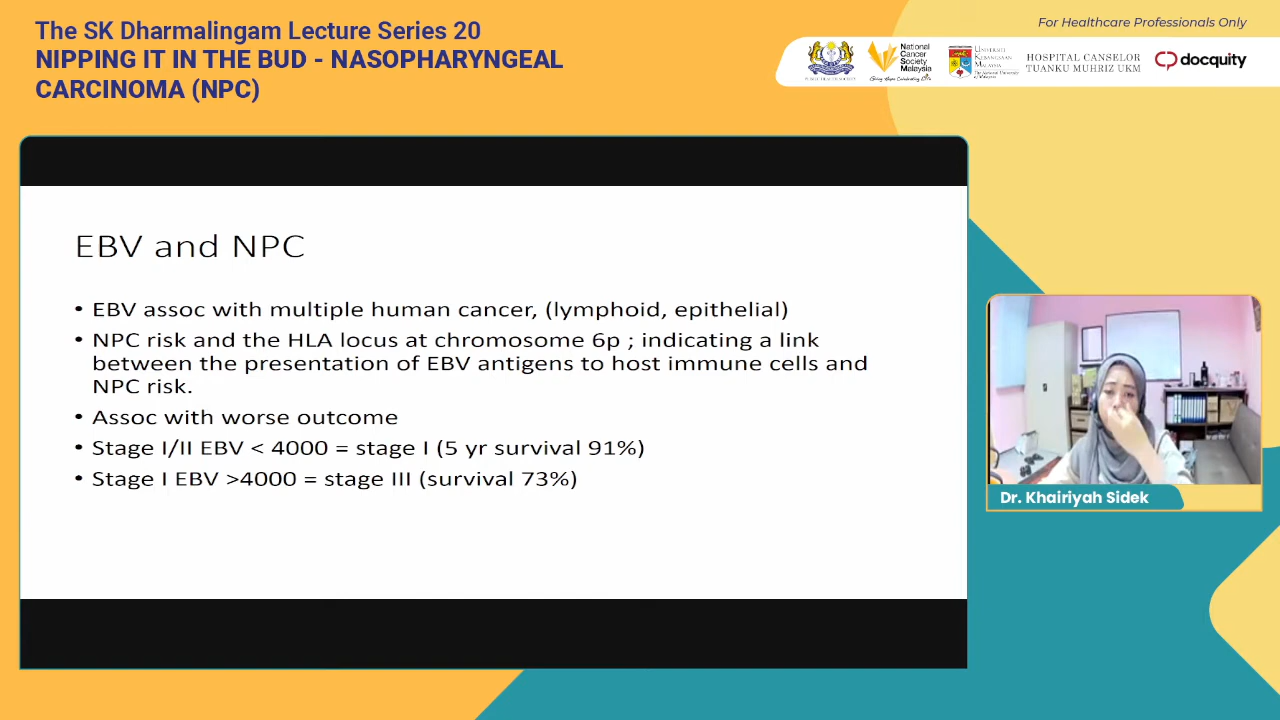 The SK Dharmalingam Lecture Series 20
NIPPING IT IN THE BUD - NASOPHARYNGEAL
CARCINOMA (NPC)
For Healthcare Professionals Only
National
Cancer
Society
Malaysia
UNIVERSITI
KEBANGSAAN
MALAYSIA
HOSPITAL CANSELOR
TUANKU MUHRIZ UKM
docquity
EBV and NPC
• EBV assoc with multiple human cancer, (lymphoid, epithelial)
• NPC risk and the HLA locus at chromosome 6p ; indicating a link
between the presentation of EBV antigens to host immune cells and
NPC risk.
• Assoc with worse outcome
• Stage I/II EBV < 4000 = stage I (5 yr survival 91%)
• Stage I EBV >4000 = stage III (survival 73%)
Dr. Khairiyah Sidek